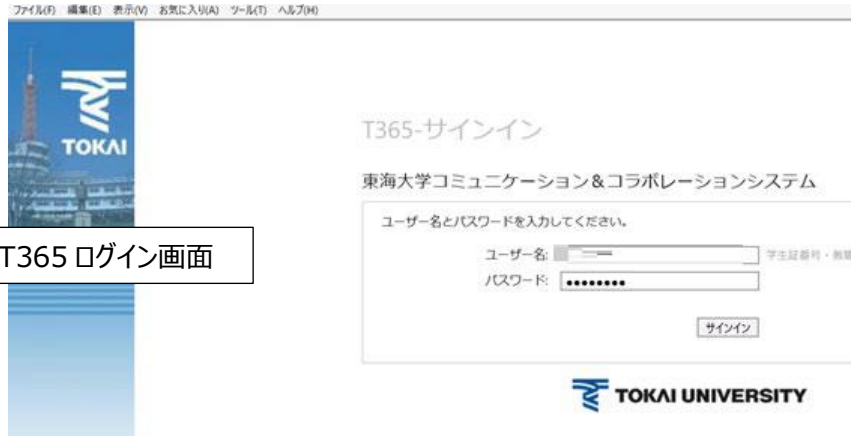 ファイル(F) 編集(E) 表示(V) お気に入り(A) ツール(T) ヘルプ(H)
TOKAI
T365-サインイン
東海大学コミュニケーション＆コラボレーションシステム
ユーザー名とパスワードを入力してください。
T365 ログイン画面
ユーザー名:
学生証番号・
パスワード:
サインイン
TOKAI UNIVERSITY